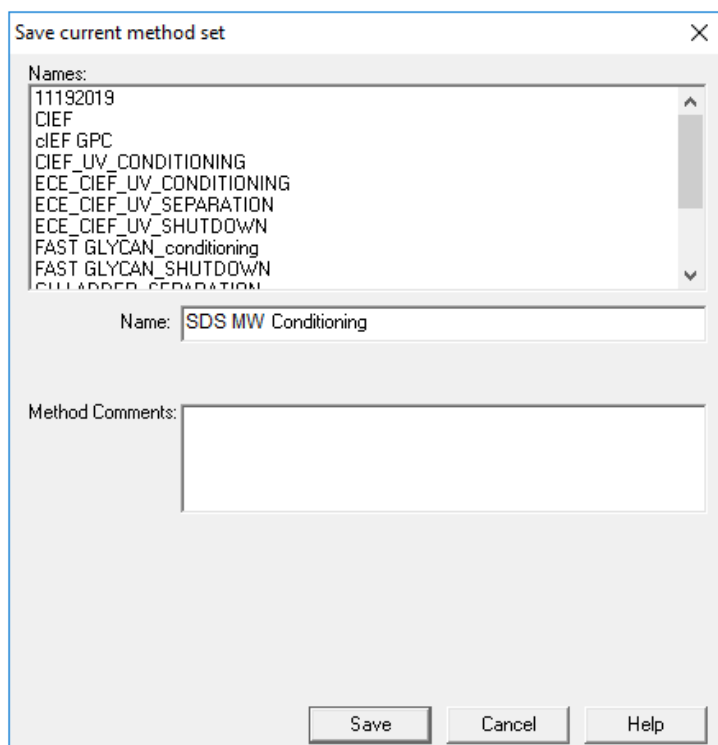 Save current method set
Names:
11192019
CIEF
cIEF GPC
CIEF_UV_CONDITIONING
ECE_CIEF_UV_CONDITIONING
ECE_CIEF_UV_SEPARATION
ECE_CIEF_UV_SHUTDOWN
FAST GLYCAN_conditioning
FAST GLYCAN_SHUTDOWN
Name: SDS MW Conditioning
Method Comments:
Save Cancel Help